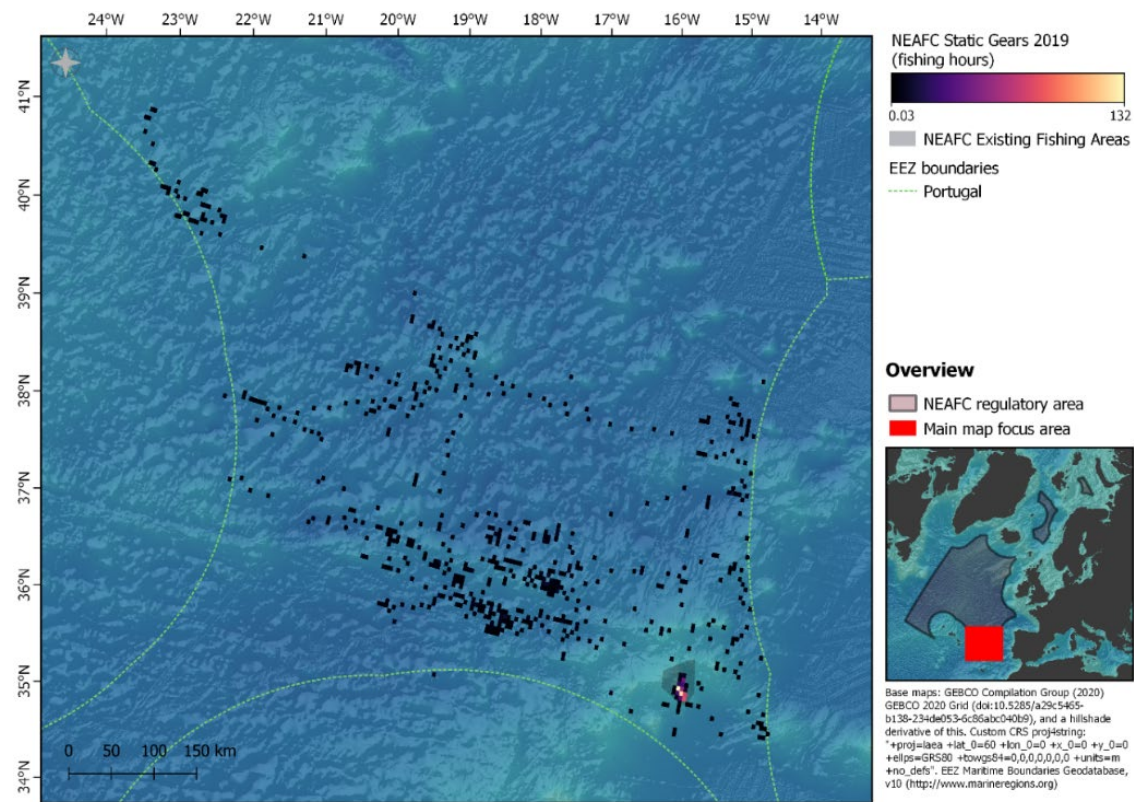 24°W 23°W 22°W 21°W 20°W 19°W 18°W 17°W 16°W 15°W 14°W
41°N
40°N
39°N
38°N
37°N
36°N
35°N
34°N
0 50 100 150 km
NEAFC Static Gears 2019
(fishing hours)
0.03 132
NEAFC Existing Fishing Areas
EEZ boundaries
Portugal
Overview
NEAFC regulatory area
Main map focus area
Base maps: GEBCO Compilation Group (2020)
GEBCO 2020 Grid (doi:10.5285/a29c5465-
b138-234de053-6c86abc040b9), and a hillshade
derivative of this. Custom CRS proj4string:
"+proj=laea +lat_0=60 +lon_0=0 +x_0=0 +y_0=0
+ellps=GRS80 +towgs84=0,0,0,0,0,0,0 +units=m
+no_defs". EEZ Maritime Boundaries Geodatabase,
v10 (http://www.marineregions.org)